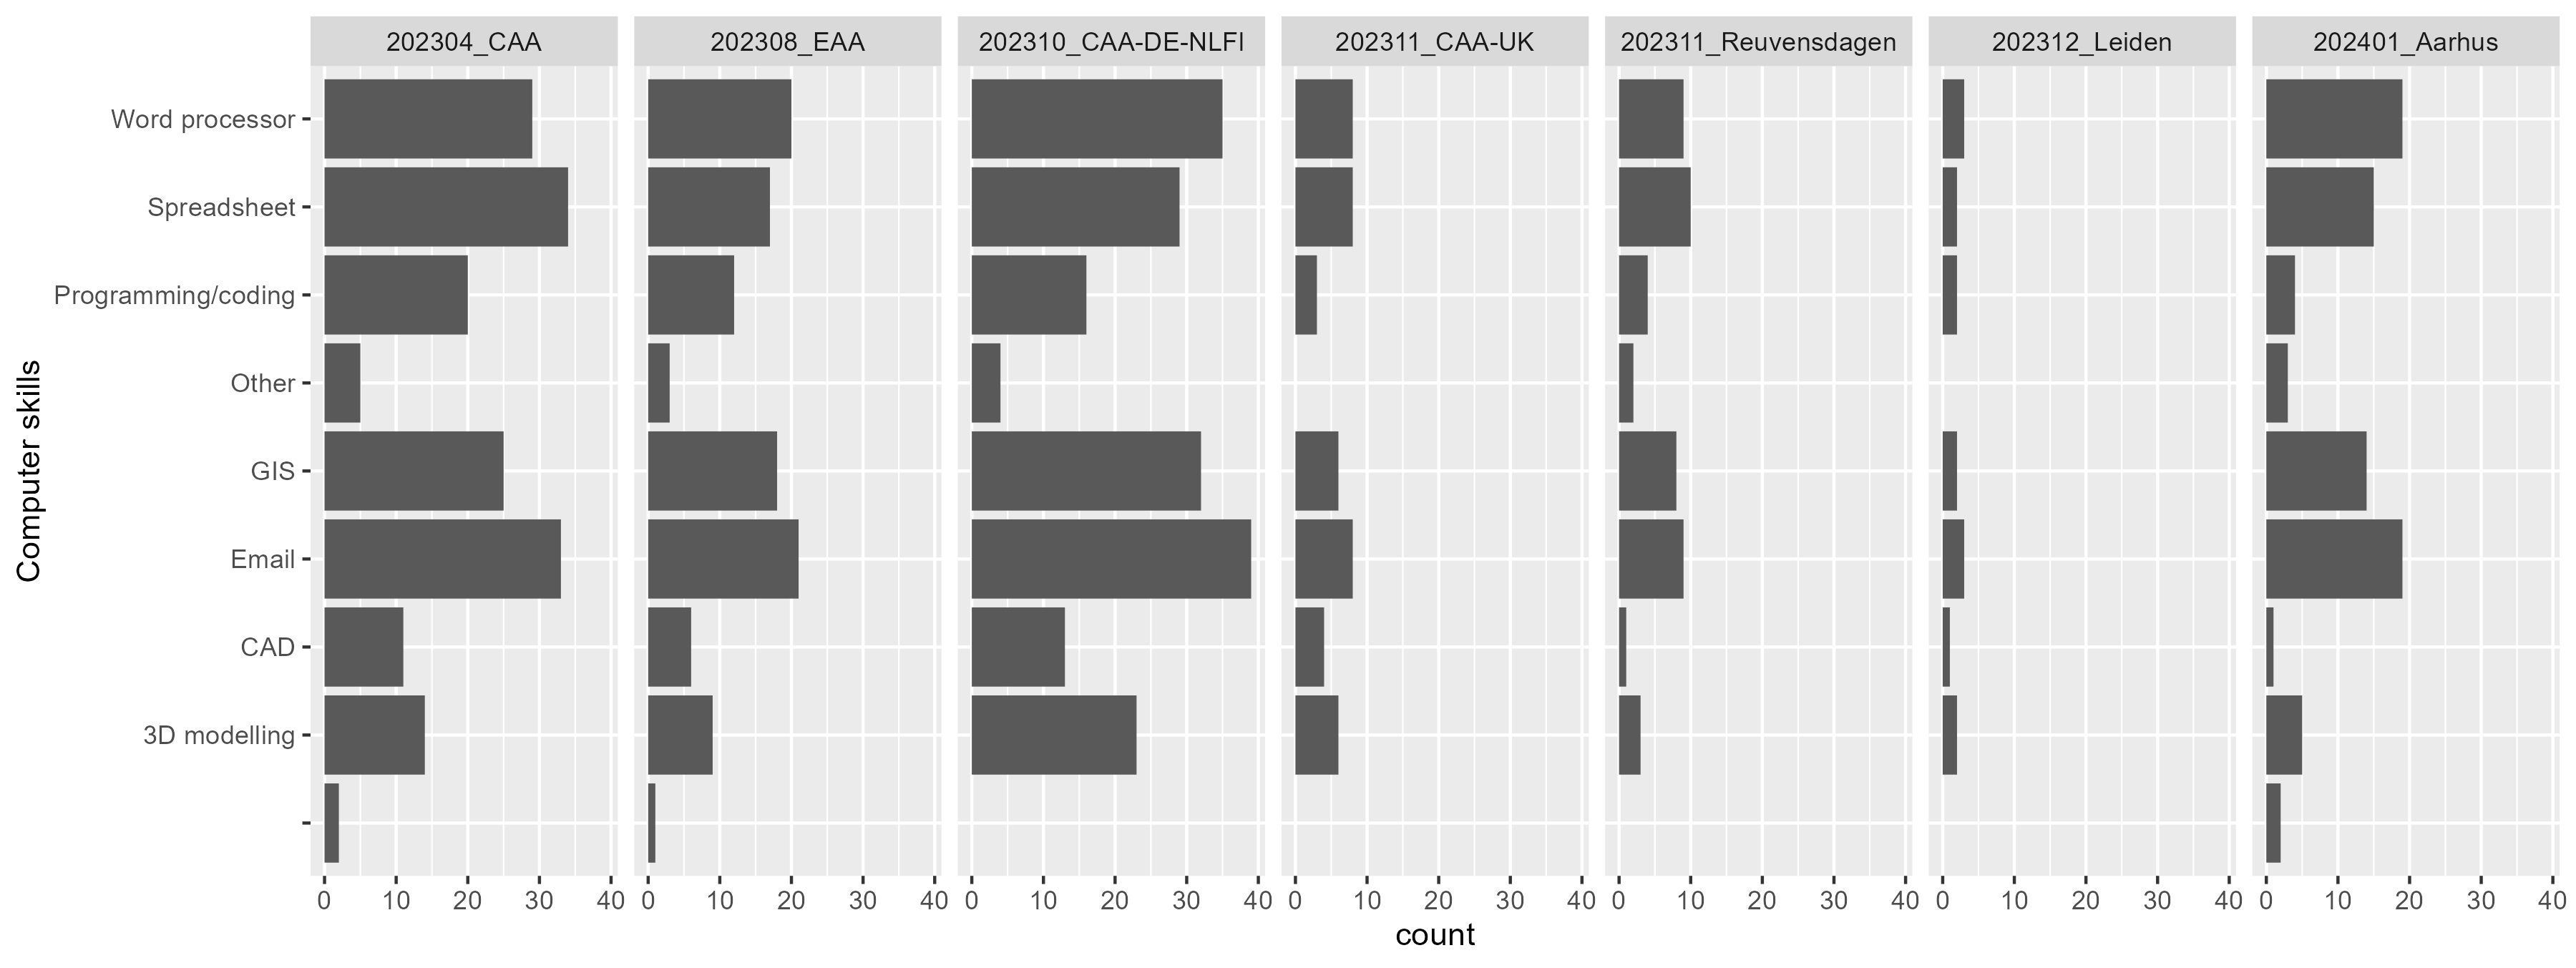 202304_CAA 202308_EAA 202310_CAA-DE-NLFI 202311_CAA-UK 202311_Reuvensdagen 202312_Leiden 202401_Aarhus
Word processor
Spreadsheet
Programming/coding
Other
GIS
Email
CAD
3D modelling
Computer skills
0 10 20 30 40 0 10 20 30 40 0 10 20 30 40 0 10 20 30 40 0 10 20 30 40 0 10 20 30 40 0 10 20 30 40
count